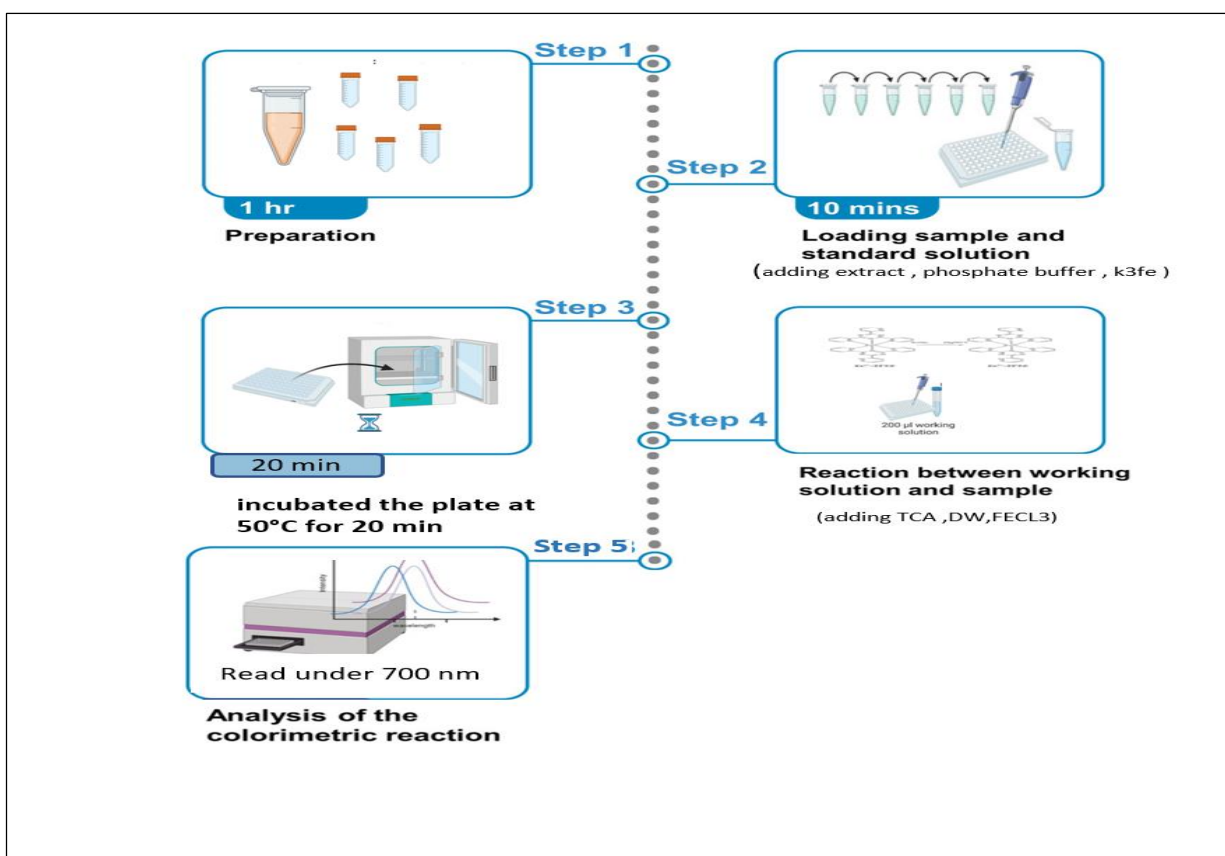 Step 1
1 hr
Preparation
Step 2
10 mins
Loading sample and
standard solution
(adding extract , phosphate buffer , k3fe )
Step 3
20 min
incubated the plate at
50°C for 20 min
Step 4
200 µl working
solution
Reaction between working
solution and sample
(adding TCA ,DW,FECL3)
Step 5
Intensity
wavelength
Read under 700 nm
Analysis of the
colorimetric reaction